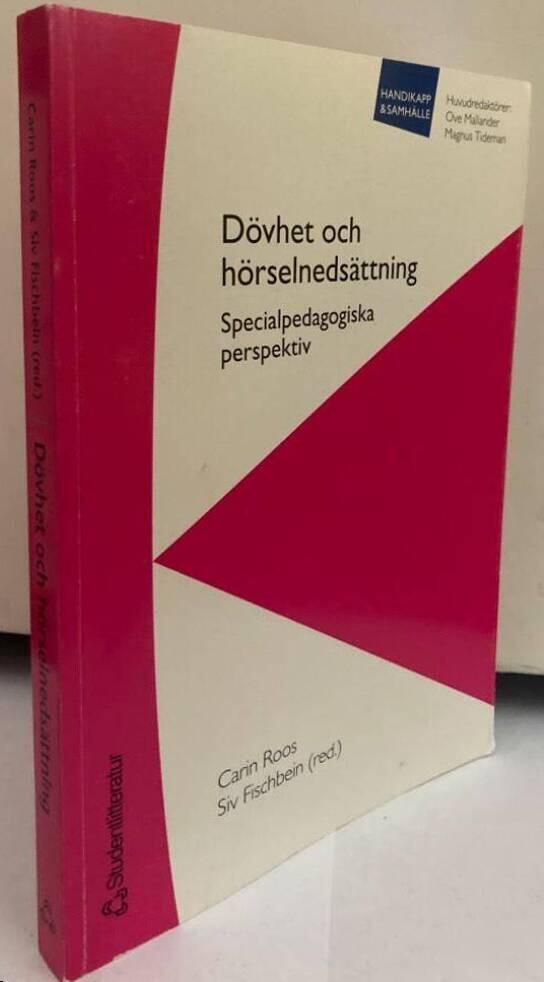 HANDIKAPP
& SAMHÄLLE
Huvudredaktörer:
Ove Mallander
Magnus Tideman
Dövhet och
hörselnedsättning
Specialpedagogiska
perspektiv
Carin Roos
Siv Fischbein (red.)
Studentlitteratur
Carin Roos & Siv Fischbein (red.) Dövhet och hörselnedsättning